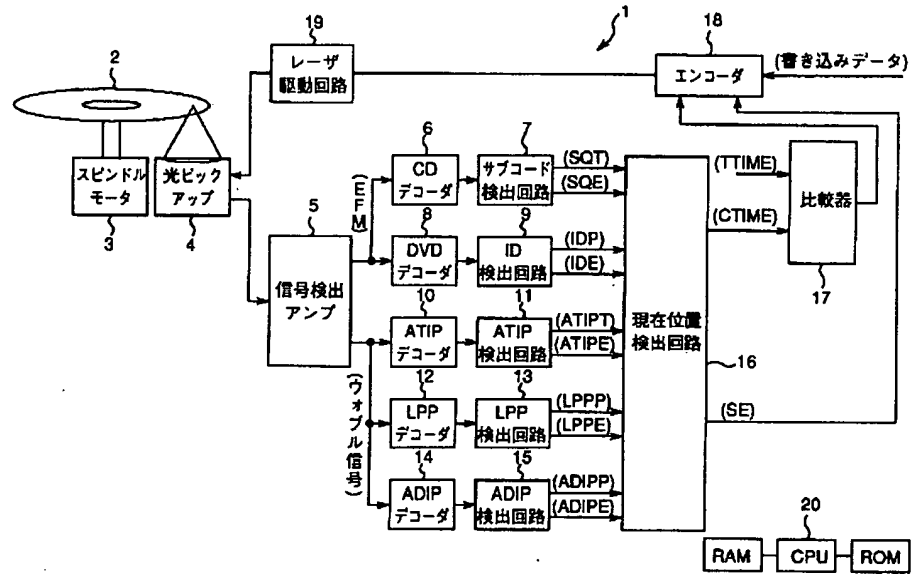 1
19
レーザ
駆動回路
18
エンコーダ
(書き込みデータ)
2
スピンドル
モータ
3
光ピック
アップ
4
5
信号検出
アンプ
(EFM)
(ウォブル信号)
6
CD
デコーダ
7
サブコード
検出回路
(SQT)
(SQE)
8
DVD
デコーダ
9
ID
検出回路
(IDP)
(IDE)
10
ATIP
デコーダ
11
ATIP
検出回路
(ATIPT)
(ATIPE)
12
LPP
デコーダ
13
LPP
検出回路
(LPPP)
(LPPE)
14
ADIP
デコーダ
15
ADIP
検出回路
(ADIPP)
(ADIPE)
現在位置
検出回路
16
(TTIME)
(CTIME)
比較器
17
(SE)
20
RAM
CPU
ROM